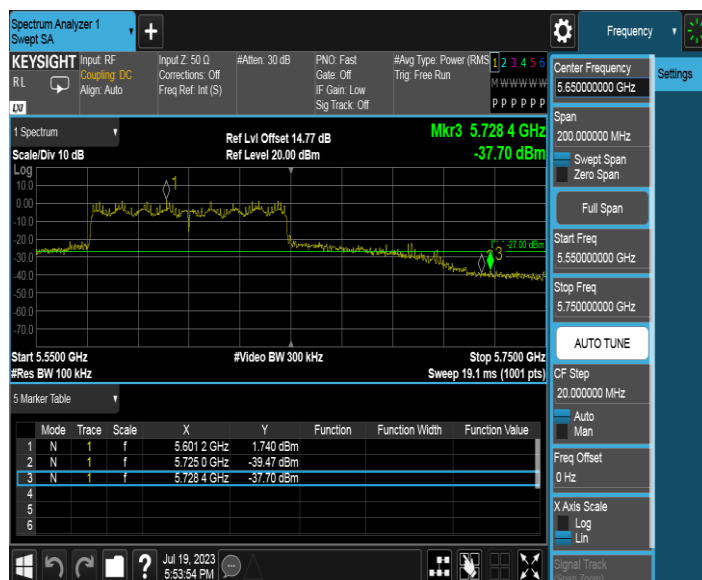 Spectrum Analyzer 1
Swept SA
+
Frequency
KEYSIGHT
RL
LXI
Input: RF
Coupling: DC
Align: Auto
Input Z: 50 Ω
Corrections: Off
Freq Ref: Int (S)
#Atten: 30 dB
PNO: Fast
Gate: Off
IF Gain: Low
Sig Track: Off
#Avg Type: Power (RMS
Trig: Free Run
1 2 3 4 5 6
M W W W W W
P P P P P P
1 Spectrum
Scale/Div 10 dB
Ref Lvl Offset 14.77 dB
Ref Level 20.00 dBm
Mkr3 5.728 4 GHz
-37.70 dBm
Log
10.0
0.00
-10.0
-20.0
-30.0
-40.0
-50.0
-60.0
-70.0
1
3
-27.00 dBm
Start 5.5500 GHz
#Res BW 100 kHz
#Video BW 300 kHz
Stop 5.7500 GHz
Sweep 19.1 ms (1001 pts)
5 Marker Table
Mode Trace Scale X Y Function Function Width Function Value
1 N 1 f 5.601 2 GHz 1.740 dBm
2 N 1 f 5.725 0 GHz -39.47 dBm
3 N 1 f 5.728 4 GHz -37.70 dBm
4
5
6
?
Jul 19, 2023
5:53:54 PM
Center Frequency
5.650000000 GHz
Span
200.000000 MHz
Swept Span
Zero Span
Full Span
Start Freq
5.550000000 GHz
Stop Freq
5.750000000 GHz
AUTO TUNE
CF Step
20.000000 MHz
Auto
Man
Freq Offset
0 Hz
X Axis Scale
Log
Lin
Signal Track
(Span Zoom)
Settings